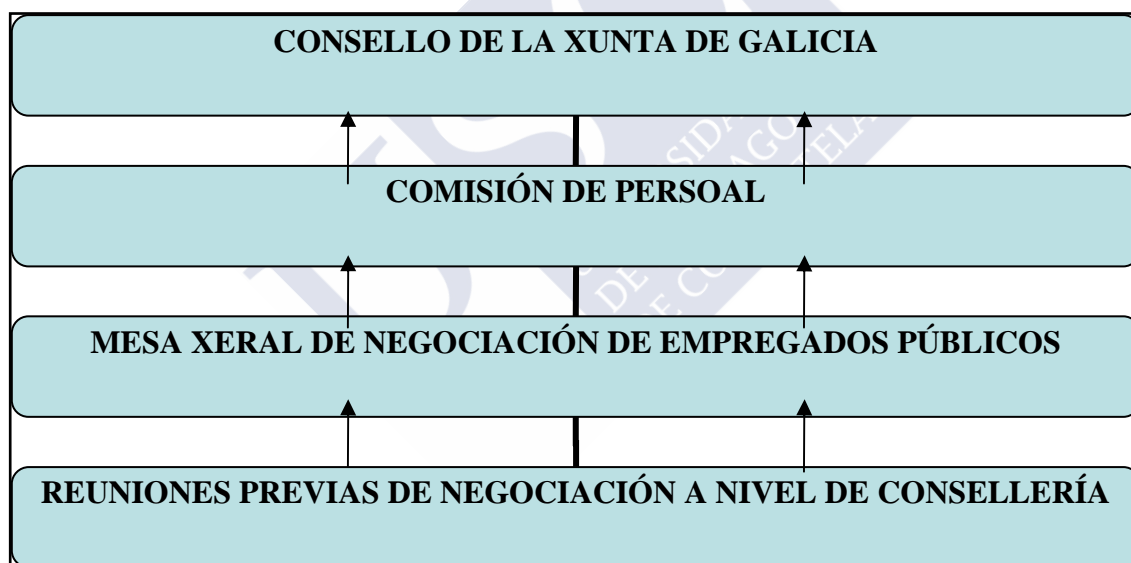 CONSELLO DE LA XUNTA DE GALICIA
COMISIÓN DE PERSOAL
MESA XERAL DE NEGOCIACIÓN DE EMPREGADOS PÚBLICOS
REUNIONES PREVIAS DE NEGOCIACIÓN A NIVEL DE CONSELLERÍA